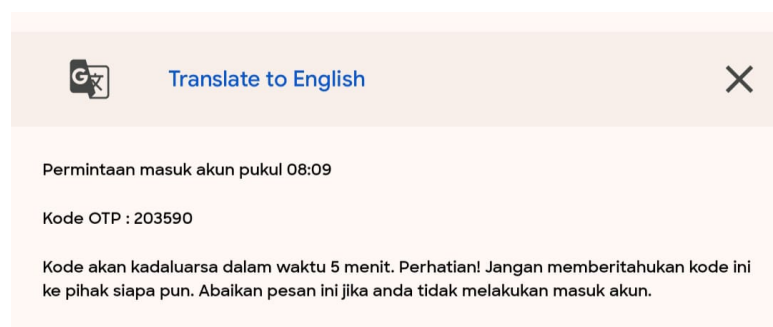 Translate to English
Permintaan masuk akun pukul 08:09
Kode OTP : 203590
Kode akan kadaluarsa dalam waktu 5 menit. Perhatian! Jangan memberitahukan kode ini
ke pihak siapa pun. Abaikan pesan ini jika anda tidak melakukan masuk akun.